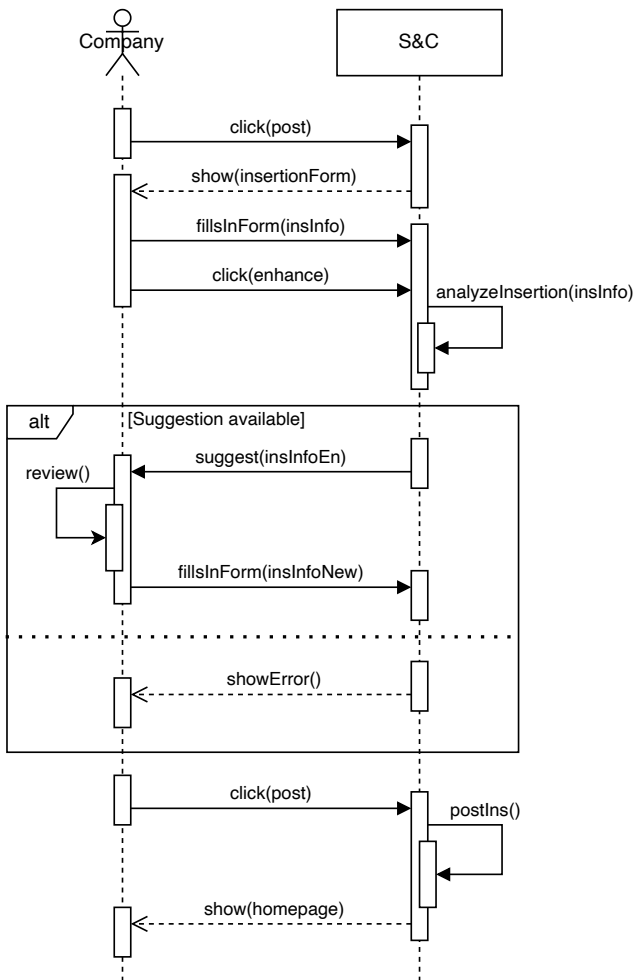 Company
S&C
click(post)
show(insertionForm)
fillsInForm(insInfo)
click(enhance)
analyzeInsertion(insInfo)
alt
[Suggestion available]
suggest(insInfoEn)
review()
fillsInForm(insInfoNew)
showError()
click(post)
postIns()
show(homepage)